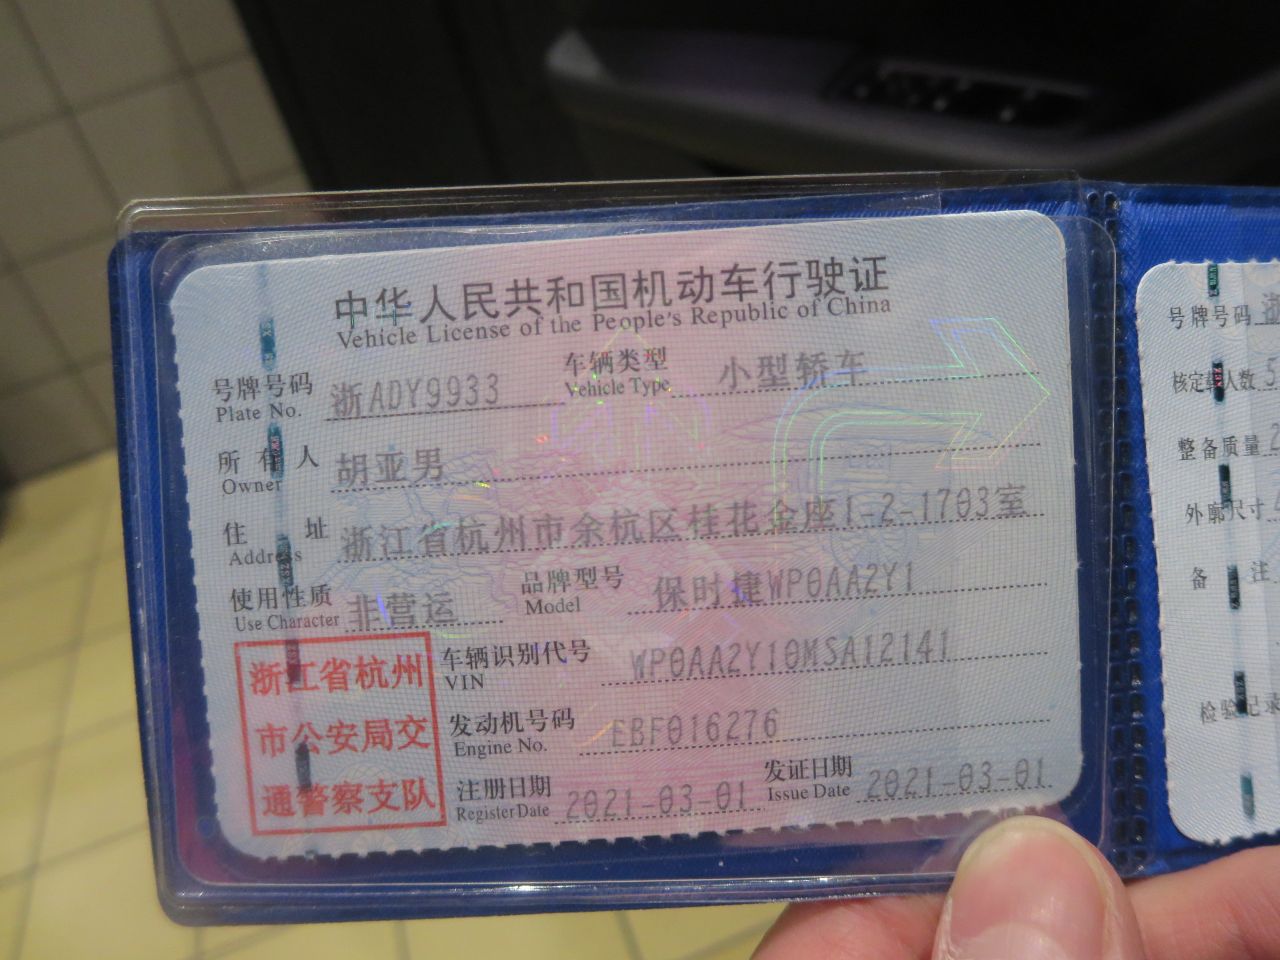 中华人民共和国机动车行驶证
Vehicle License of the People's Republic of China
号牌号码 浙ADY9933 车辆类型 小型轿车
Plate No. Vehicle Type
所有人 胡亚男
Owner
住址 浙江省杭州市余杭区桂花金座1-2-1703室
Address
使用性质 非营运 品牌型号 保时捷WP0AA2Y1
Use Character Model
浙江省杭州
市公安局交
通警察支队
车辆识别代号 WP0AA2Y10MSA12141
VIN
发动机号码 EBF016276
Engine No.
注册日期 2021-03-01 发证日期 2021-03-01
Register Date Issue Date
号牌号码 浙
核定载人数 5
整备质量 2
外廓尺寸
备注
检验记录